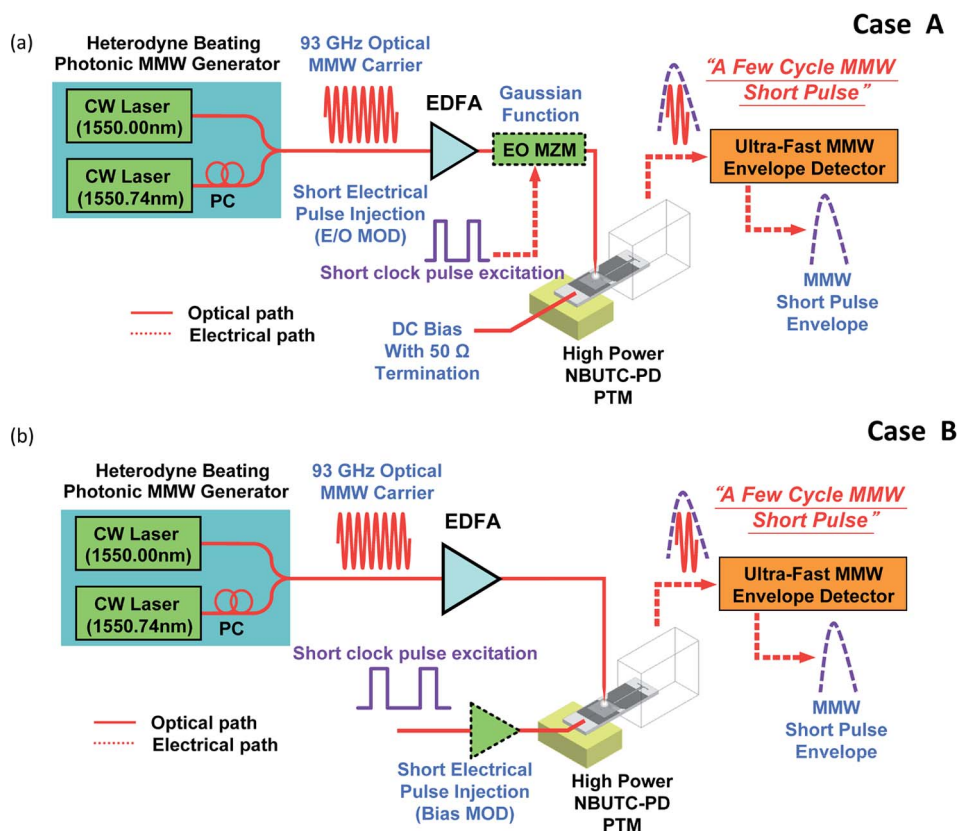 Case A
(a)
Heterodyne Beating
Photonic MMW Generator
CW Laser
(1550.00nm)
CW Laser
(1550.74nm)
PC
93 GHz Optical
MMW Carrier
EDFA
Gaussian
Function
EO MZM
Short Electrical
Pulse Injection
(E/O MOD)
Short clock pulse excitation
"A Few Cycle MMW
Short Pulse"
Ultra-Fast MMW
Envelope Detector
MMW
Short Pulse
Envelope
Optical path
Electrical path
DC Bias
With 50 Ω
Termination
High Power
NBUTC-PD
PTM
Case B
(b)
Heterodyne Beating
Photonic MMW Generator
CW Laser
(1550.00nm)
CW Laser
(1550.74nm)
PC
93 GHz Optical
MMW Carrier
EDFA
"A Few Cycle MMW
Short Pulse"
Ultra-Fast MMW
Envelope Detector
MMW
Short Pulse
Envelope
Short clock pulse excitation
Optical path
Electrical path
Short Electrical
Pulse Injection
(Bias MOD)
High Power
NBUTC-PD
PTM